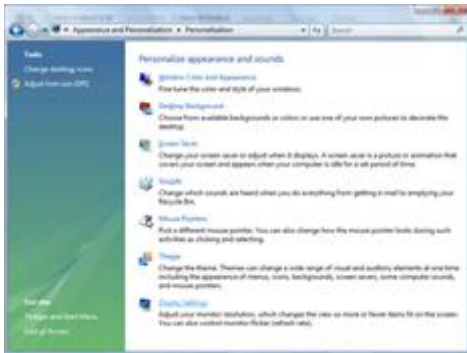 Appearance and Personalization ▸ Personalization
Search
Tasks
Change desktop icons
Adjust font size (DPI)
Personalize appearance and sounds
Window Color and Appearance
Fine tune the color and style of your windows.
Desktop Background
Choose from available backgrounds or colors or use one of your own pictures to decorate the
desktop.
Screen Saver
Change your screen saver or adjust when it displays. A screen saver is a picture or animation that
covers your screen and appears when your computer is idle for a set period of time.
Sounds
Change which sounds are heard when you do everything from getting e-mail to emptying your
Recycle Bin.
Mouse Pointers
Pick a different mouse pointer. You can also change how the mouse pointer looks during such
activities as clicking and selecting.
Theme
Change the theme. Themes can change a wide range of visual and auditory elements at one time
including the appearance of menus, icons, backgrounds, screen savers, some computer sounds,
and mouse pointers.
Display Settings
Adjust your monitor resolution, which changes the view so more or fewer items fit on the screen.
You can also control monitor flicker (refresh rate).
See also
Taskbar and Start Menu
Ease of Access